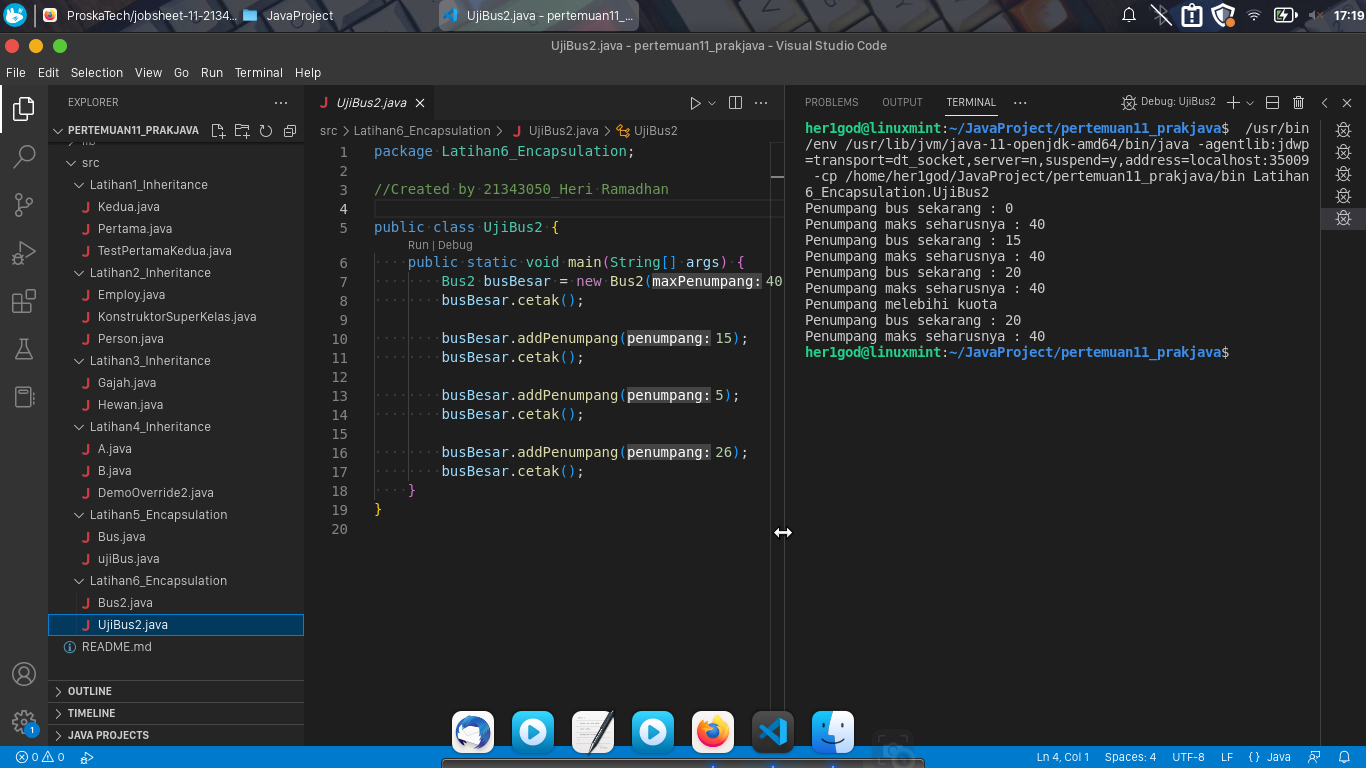 ProskaTech/jobsheet-11-2134...
JavaProject
UjiBus2.java - pertemuan11_...
17:19
UjiBus2.java - pertemuan11_prakjava - Visual Studio Code
File Edit Selection View Go Run Terminal Help
EXPLORER
PERTEMUAN11_PRAKJAVA
lib
src
Latihan1_Inheritance
Kedua.java
Pertama.java
TestPertamaKedua.java
Latihan2_Inheritance
Employ.java
KonstruktorSuperKelas.java
Person.java
Latihan3_Inheritance
Gajah.java
Hewan.java
Latihan4_Inheritance
A.java
B.java
DemoOverride2.java
Latihan5_Encapsulation
Bus.java
ujiBus.java
Latihan6_Encapsulation
Bus2.java
UjiBus2.java
README.md
OUTLINE
TIMELINE
JAVA PROJECTS
UjiBus2.java
src > Latihan6_Encapsulation > UjiBus2.java > UjiBus2
1 package Latihan6_Encapsulation;
2
3 //Created by 21343050_Heri Ramadhan
4
5 public class UjiBus2 {
Run | Debug
6 public static void main(String[] args) {
7 Bus2 busBesar = new Bus2(maxPenumpang: 40
8 busBesar.cetak();
9
10 busBesar.addPenumpang(penumpang: 15);
11 busBesar.cetak();
12
13 busBesar.addPenumpang(penumpang: 5);
14 busBesar.cetak();
15
16 busBesar.addPenumpang(penumpang: 26);
17 busBesar.cetak();
18 }
19 }
20
PROBLEMS OUTPUT TERMINAL ... Debug: UjiBus2
her1god@linuxmint:~/JavaProject/pertemuan11_prakjava$ /usr/bin
/env /usr/lib/jvm/java-11-openjdk-amd64/bin/java -agentlib:jdwp
=transport=dt_socket,server=n,suspend=y,address=localhost:35009
-cp /home/her1god/JavaProject/pertemuan11_prakjava/bin Latihan
6_Encapsulation.UjiBus2
Penumpang bus sekarang : 0
Penumpang maks seharusnya : 40
Penumpang bus sekarang : 15
Penumpang maks seharusnya : 40
Penumpang bus sekarang : 20
Penumpang maks seharusnya : 40
Penumpang melebihi kuota
Penumpang bus sekarang : 20
Penumpang maks seharusnya : 40
her1god@linuxmint:~/JavaProject/pertemuan11_prakjava$
1
0 0
Ln 4, Col 1 Spaces: 4 UTF-8 LF { } Java